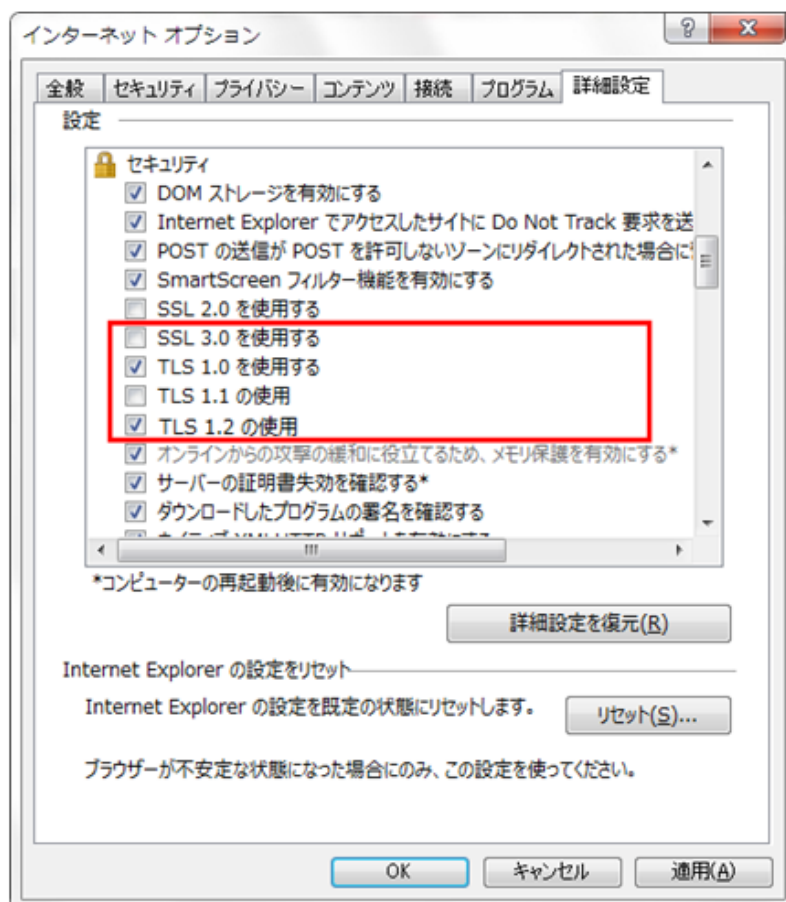 インターネット オプション
全般 セキュリティ プライバシー コンテンツ 接続 プログラム 詳細設定
設定
セキュリティ
DOM ストレージを有効にする
Internet Explorer でアクセスしたサイトに Do Not Track 要求を送
POST の送信が POST を許可しないゾーンにリダイレクトされた場合に
SmartScreen フィルター機能を有効にする
SSL 2.0 を使用する
SSL 3.0 を使用する
TLS 1.0 を使用する
TLS 1.1 の使用
TLS 1.2 の使用
オンラインからの攻撃の緩和に役立てるため、メモリ保護を有効にする*
サーバーの証明書失効を確認する*
ダウンロードしたプログラムの署名を確認する
*コンピューターの再起動後に有効になります
詳細設定を復元(R)
Internet Explorer の設定をリセット
Internet Explorer の設定を既定の状態にリセットします。
リセット(S)...
ブラウザーが不安定な状態になった場合にのみ、この設定を使ってください。
OK キャンセル 適用(A)